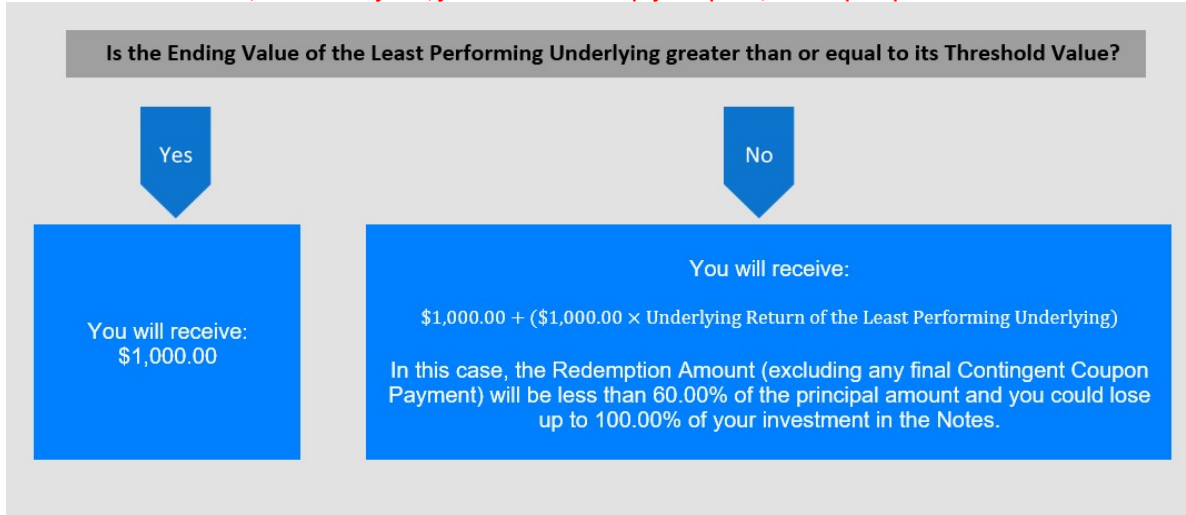 Is the Ending Value of the Least Performing Underlying greater than or equal to its Threshold Value?
Yes
No
You will receive:
$1,000.00
You will receive:
$1,000.00 + ($1,000.00 × Underlying Return of the Least Performing Underlying)
In this case, the Redemption Amount (excluding any final Contingent Coupon
Payment) will be less than 60.00% of the principal amount and you could lose
up to 100.00% of your investment in the Notes.